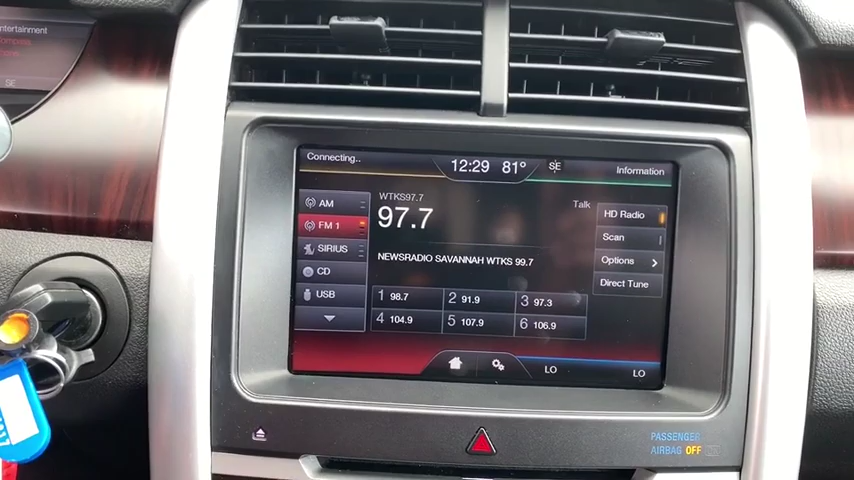 ntertainment
SE
Connecting..
12:29 81° SE
Information
WTKS97.7
97.7
Talk
NEWSRADIO SAVANNAH WTKS 99.7
AM
FM 1
SIRIUS
CD
USB
HD Radio
Scan
Options
Direct Tune
1 98.7 2 91.9 3 97.3
4 104.9 5 107.9 6 106.9
LO LO
PASSENGER
AIRBAG OFF